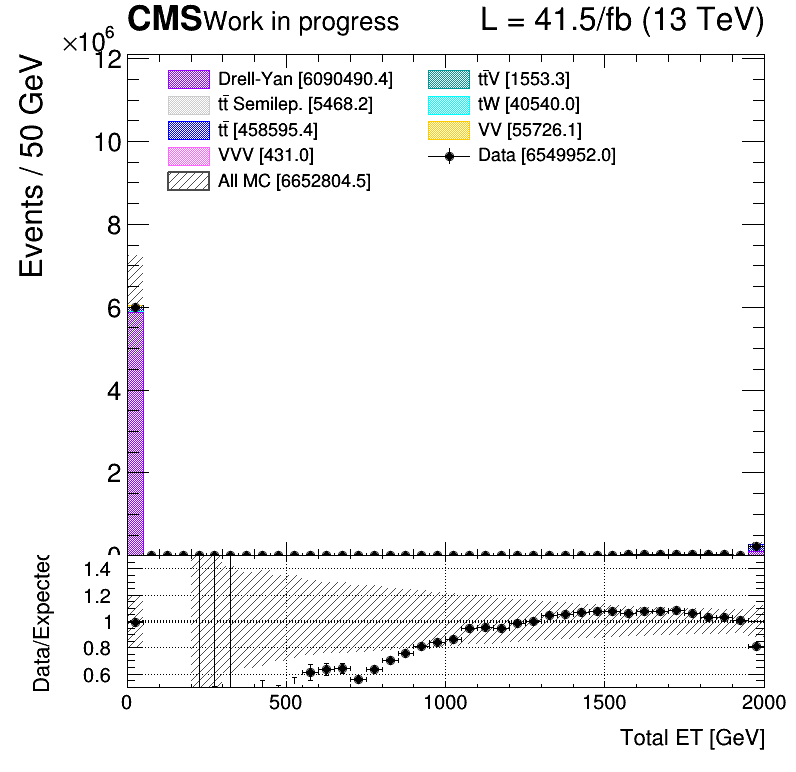 CMS Work in progress L = 41.5/fb (13 TeV)
×10⁶
Events / 50 GeV
12
10
8
6
4
2
0
Drell-Yan [6090490.4]
tt̄ Semilep. [5468.2]
tt̄ [458595.4]
VVV [431.0]
All MC [6652804.5]
tt̄V [1553.3]
tW [40540.0]
VV [55726.1]
Data [6549952.0]
Data/Expected
1.4
1.2
1
0.8
0.6
0 500 1000 1500 2000
Total ET [GeV]